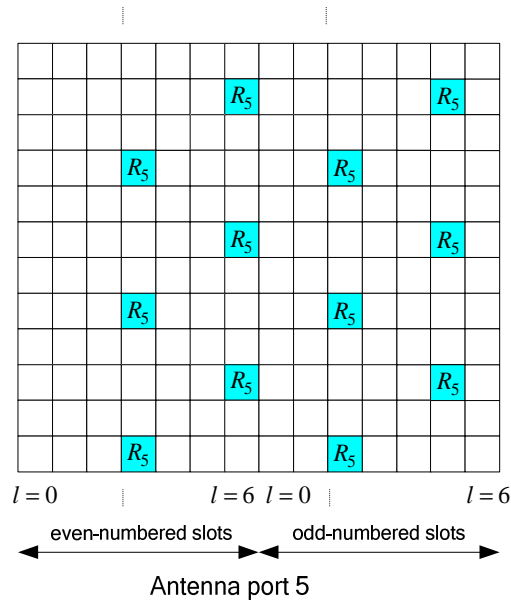 R5 R5
R5 R5
R5 R5
R5 R5
R5 R5
R5 R5
l = 0 l = 6 l = 0 l = 6
even-numbered slots odd-numbered slots
Antenna port 5